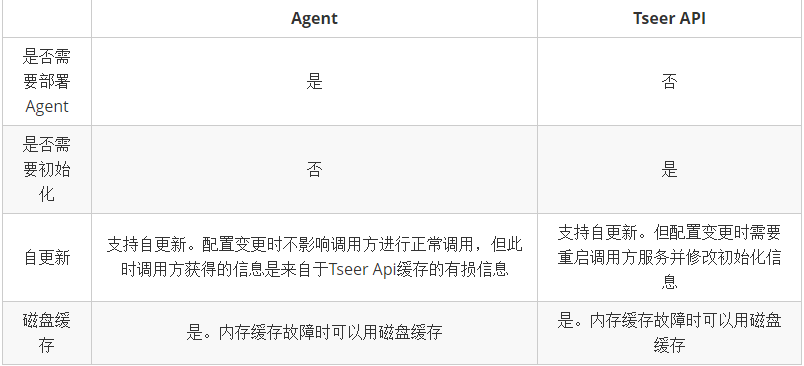 Agent
Tseer API
是否需
要部署
Agent
是
否
是否需
要初始
化
否
是
自更新
支持自更新。配置变更时不影响调用方进行正常调用，但此
时调用方获得的信息是来自于Tseer Api缓存的有损信息
支持自更新。但配置变更时需要
重启调用方服务并修改初始化信
息
磁盘缓
存
是。内存缓存故障时可以用磁盘缓存
是。内存缓存故障时可以用磁盘
缓存